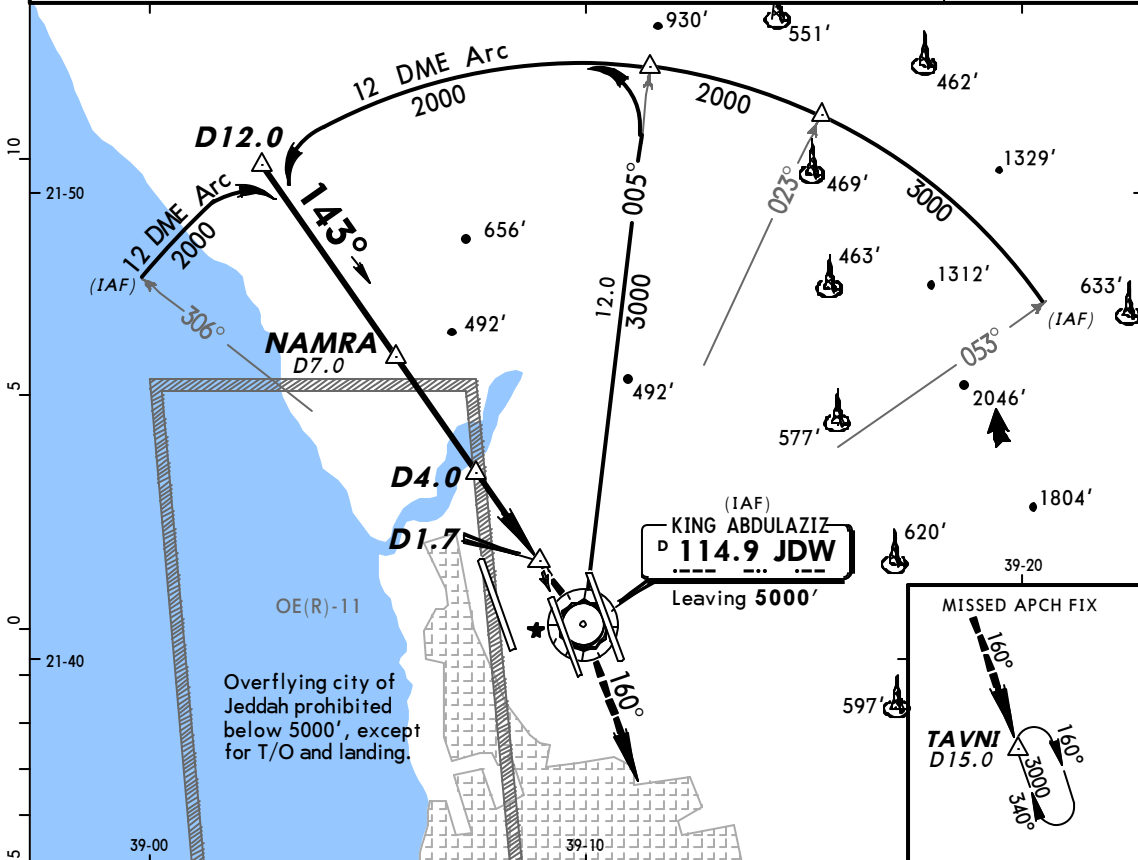 930'
551'
462'
12 DME Arc
2000
2000
D12.0
10
21-50
1329'
469'
023°
005°
3000
12 DME Arc
2000
143°
656'
463'
1312'
633'
(IAF)
(IAF)
306°
12.0
3000
053°
492'
NAMRA
D7.0
492'
5
2046'
577'
D4.0
1804'
(IAF)
KING ABDULAZIZ
D 114.9 JDW
Leaving 5000'
620'
39-20
D1.7
OE(R)-11
0
21-40
MISSED APCH FIX
160°
160°
597'
TAVNI
D15.0
3000
160°
340°
Overflying city of
Jeddah prohibited
below 5000', except
for T/O and landing.
5
39-00
39-10